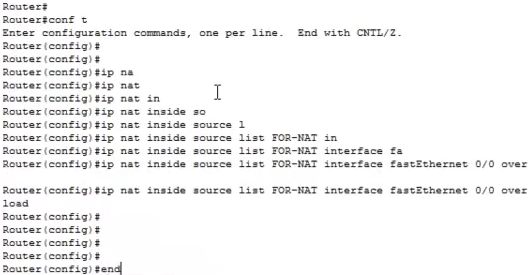 Router#
Router#conf t
Enter configuration commands, one per line.  End with CNTL/Z.
Router(config)#
Router(config)#
Router(config)#ip na
Router(config)#ip nat
Router(config)#ip nat in
Router(config)#ip nat inside so
Router(config)#ip nat inside source l
Router(config)#ip nat inside source list FOR-NAT in
Router(config)#ip nat inside source list FOR-NAT interface fa
Router(config)#ip nat inside source list FOR-NAT interface fastEthernet 0/0 over
Router(config)#ip nat inside source list FOR-NAT interface fastEthernet 0/0 over
load
Router(config)#
Router(config)#
Router(config)#
Router(config)#
Router(config)#end